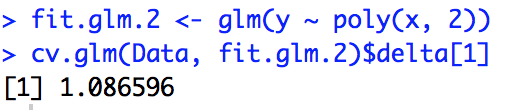 > fit.glm.2 <- glm(y ~ poly(x, 2))
> cv.glm(Data, fit.glm.2)$delta[1]
[1] 1.086596